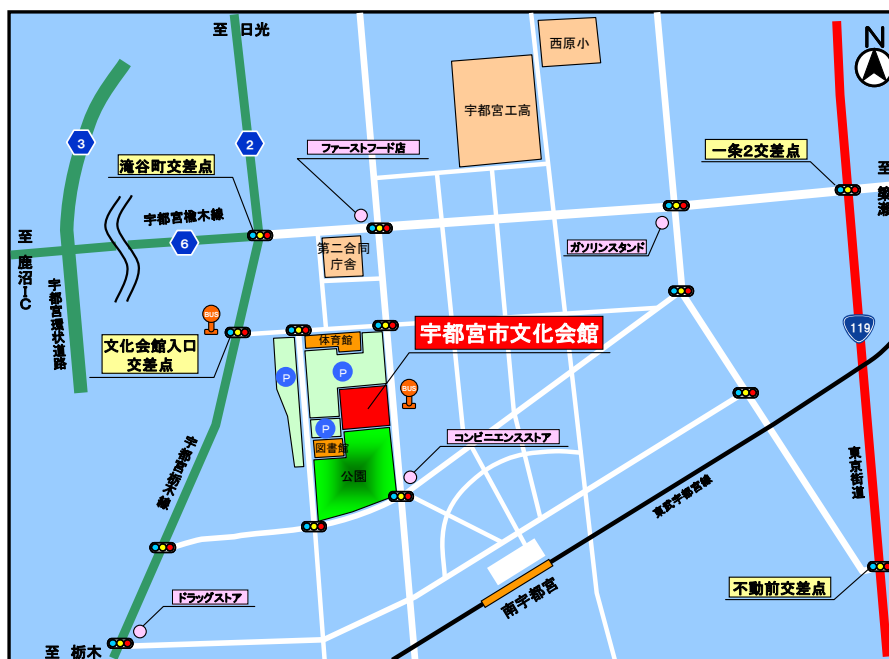 至 日光
西原小
N
3
2
ファーストフード店
宇都宮工高
滝谷町交差点
一条2交差点
至
簗
瀬
宇都宮楡木線
6
至
鹿
沼
I
C
第二合同
庁舎
ガソリンスタンド
宇都宮環状道路
BUS
文化会館入口
交差点
体育館
宇都宮市文化会館
119
P
P
BUS
P
図書館
コンビニエンスストア
公園
宇都宮栃木線
東京街道
東武宇都宮線
ドラッグストア
南宇都宮
不動前交差点
至 栃木